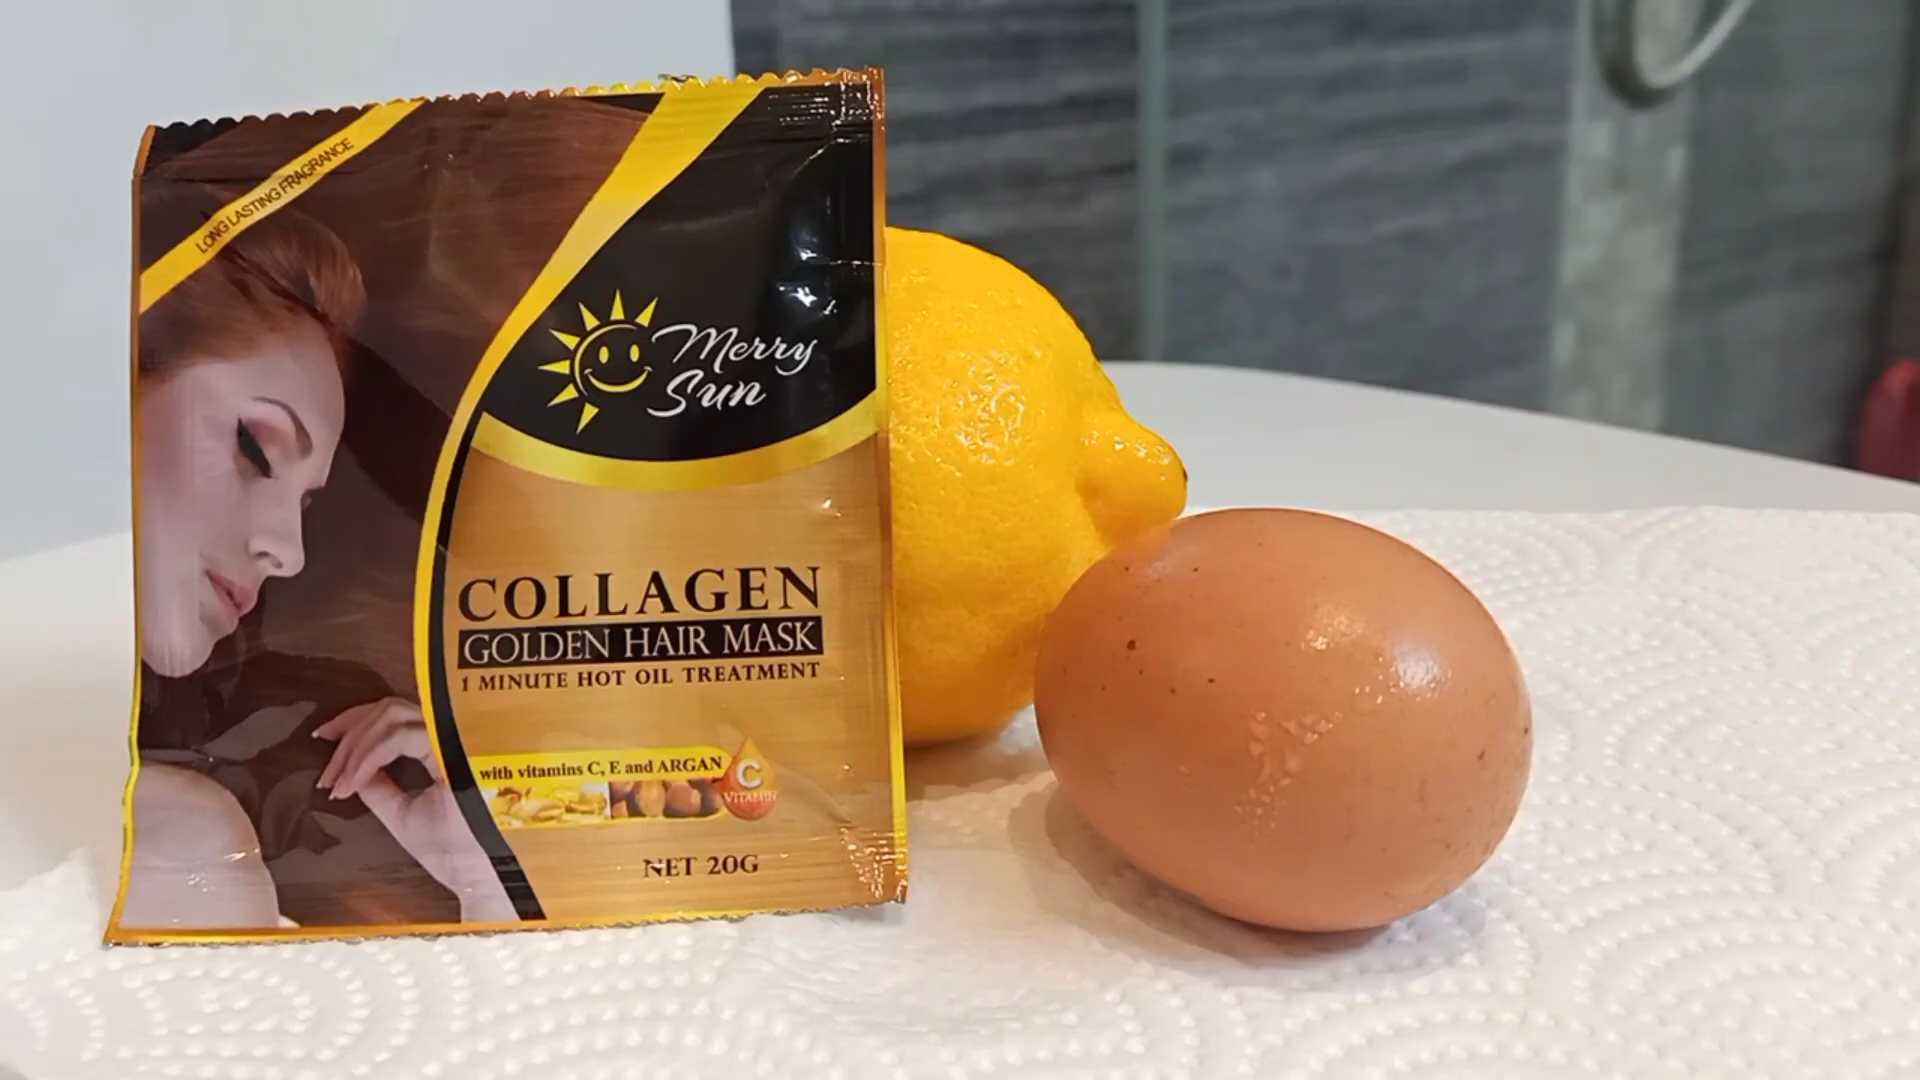 LONG LASTING FRAGRANCE
Merry
Sun
COLLAGEN
GOLDEN HAIR MASK
1 MINUTE HOT OIL TREATMENT
with vitamins C, E and ARGAN
C
VITAMIN
NET 20G